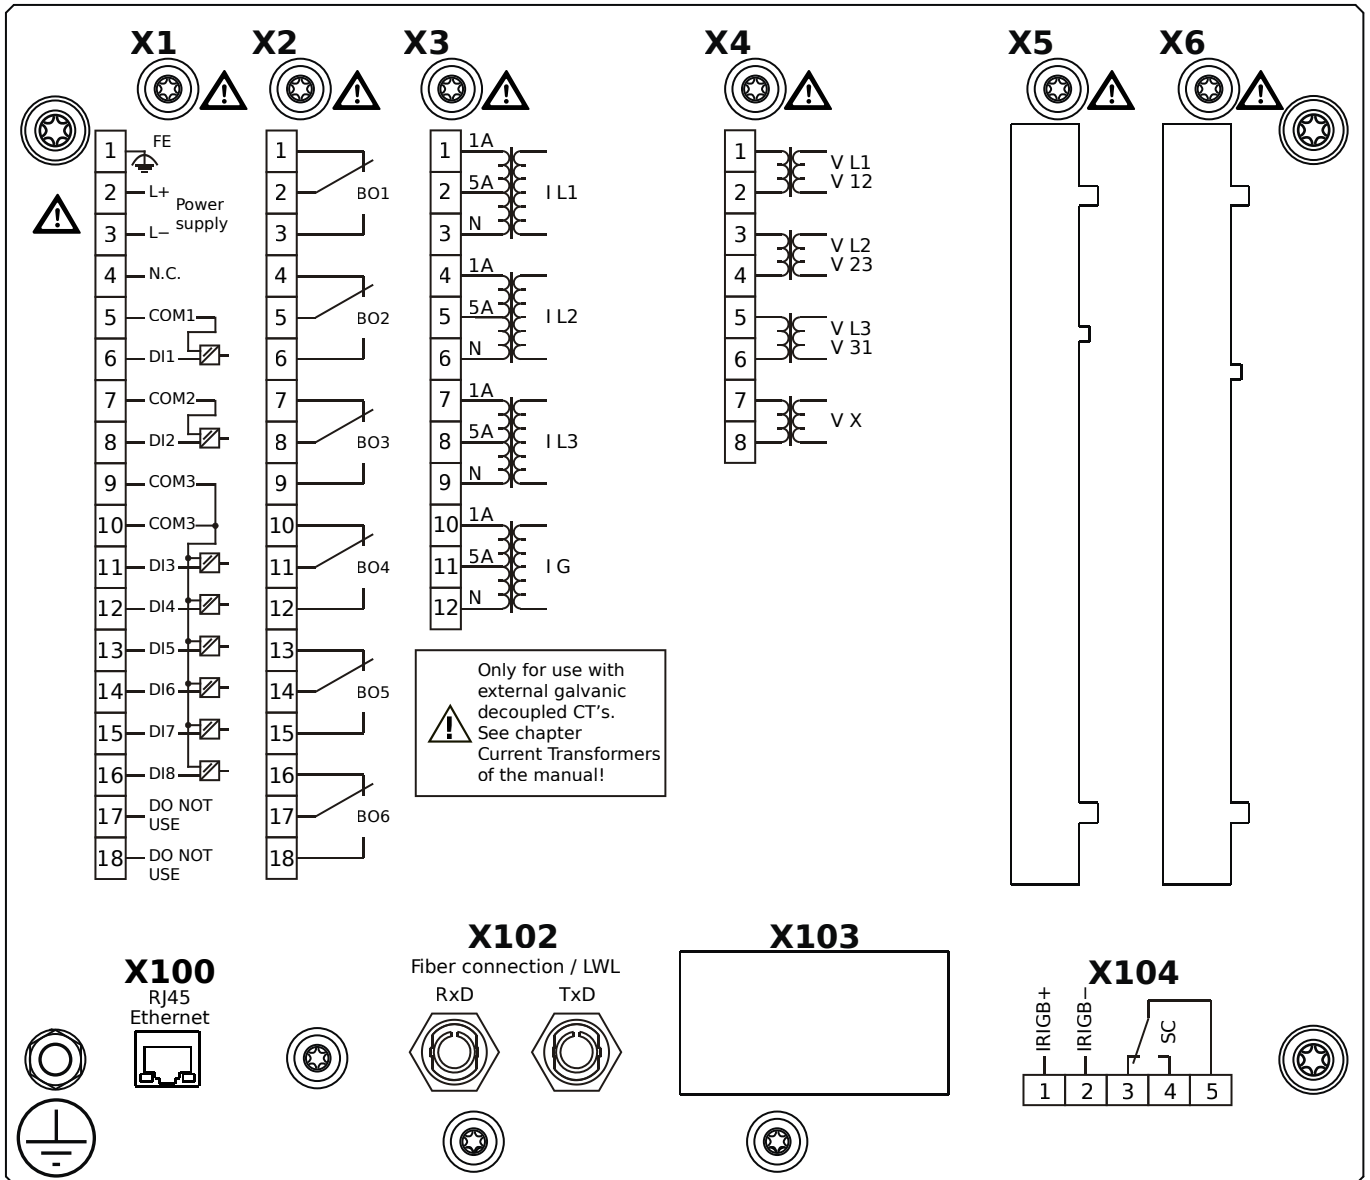 X1 X2 X3 X4 X5 X6
1 FE
2 L+
3 L−
Power
supply
4 N.C.
5 COM1
6 DI1
7 COM2
8 DI2
9 COM3
10 COM3
11 DI3
12 DI4
13 DI5
14 DI6
15 DI7
16 DI8
17 DO NOT
USE
18 DO NOT
USE
1
2 BO1
3
4
5 BO2
6
7
8 BO3
9
10
11 BO4
12
13
14 BO5
15
16
17 BO6
18
1 1A
2 5A I L1
3 N
4 1A
5 5A I L2
6 N
7 1A
8 5A I L3
9 N
10 1A
11 5A I G
12 N
Only for use with
external galvanic
decoupled CT's.
See chapter
Current Transformers
of the manual!
1 V L1
2 V 12
3 V L2
4 V 23
5 V L3
6 V 31
7 V X
8
X100
RJ45
Ethernet
X102
Fiber connection / LWL
RxD TxD
X103
X104
IRIGB+ IRIGB− SC
1 2 3 4 5